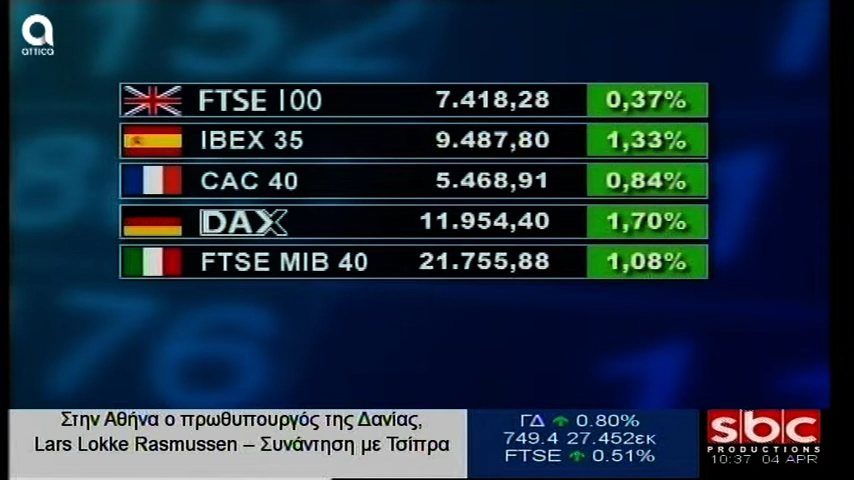 αττica
FTSE 100 7.418,28 0,37%
IBEX 35 9.487,80 1,33%
CAC 40 5.468,91 0,84%
DAX 11.954,40 1,70%
FTSE MIB 40 21.755,88 1,08%
Στην Αθήνα ο πρωθυπουργός της Δανίας,
Lars Lokke Rasmussen – Συνάντηση με Τσίπρα
ΓΔ 0.80%
749.4 27.452εκ
FTSE 0.51%
sbc
PRODUCTIONS
10:37 04 APR